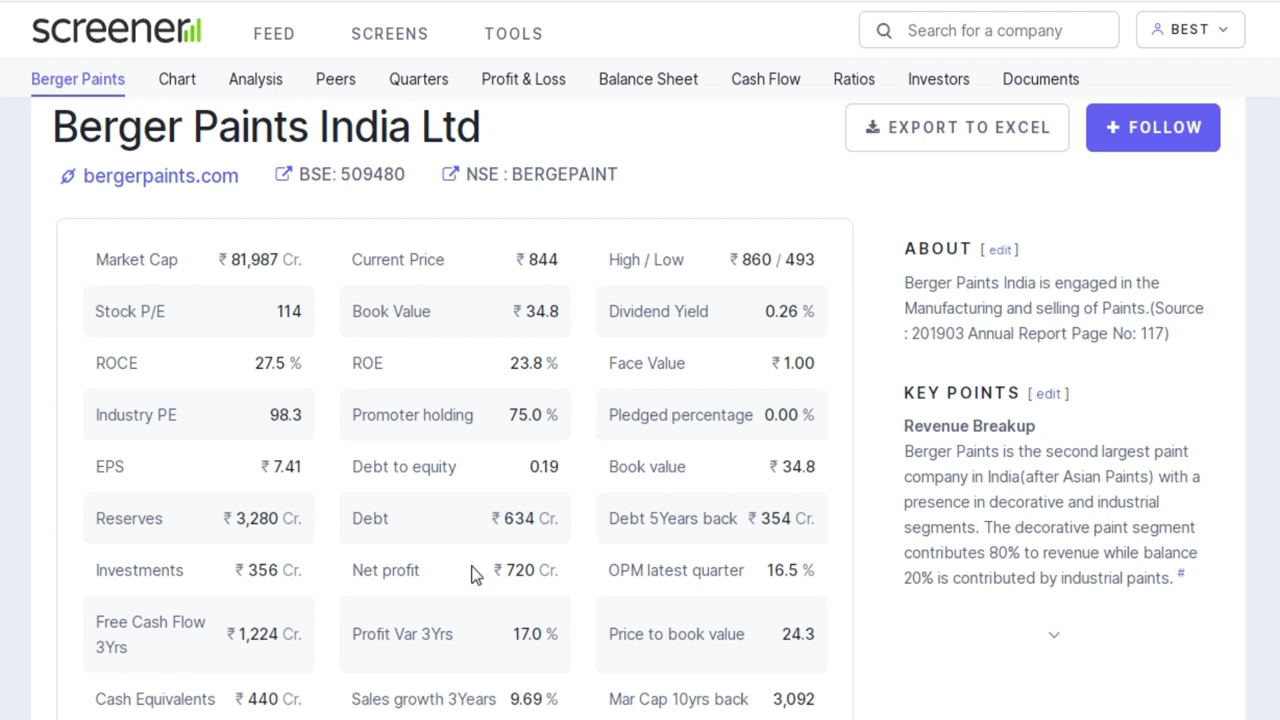 screener
FEED SCREENS TOOLS
Search for a company
BEST
Berger Paints Chart Analysis Peers Quarters Profit & Loss Balance Sheet Cash Flow Ratios Investors Documents
Berger Paints India Ltd
EXPORT TO EXCEL
+ FOLLOW
bergerpaints.com BSE: 509480 NSE : BERGEPAINT
Market Cap ₹ 81,987 Cr. Current Price ₹ 844 High / Low ₹ 860 / 493
Stock P/E 114 Book Value ₹ 34.8 Dividend Yield 0.26 %
ROCE 27.5 % ROE 23.8 % Face Value ₹ 1.00
Industry PE 98.3 Promoter holding 75.0 % Pledged percentage 0.00 %
EPS ₹ 7.41 Debt to equity 0.19 Book value ₹ 34.8
Reserves ₹ 3,280 Cr. Debt ₹ 634 Cr. Debt 5Years back ₹ 354 Cr.
Investments ₹ 356 Cr. Net profit ₹ 720 Cr. OPM latest quarter 16.5 %
Free Cash Flow
3Yrs ₹ 1,224 Cr. Profit Var 3Yrs 17.0 % Price to book value 24.3
Cash Equivalents ₹ 440 Cr. Sales growth 3Years 9.69 % Mar Cap 10yrs back 3,092
ABOUT [ edit ]
Berger Paints India is engaged in the
Manufacturing and selling of Paints.(Source
: 201903 Annual Report Page No: 117)
KEY POINTS [ edit ]
Revenue Breakup
Berger Paints is the second largest paint
company in India(after Asian Paints) with a
presence in decorative and industrial
segments. The decorative paint segment
contributes 80% to revenue while balance
20% is contributed by industrial paints. #